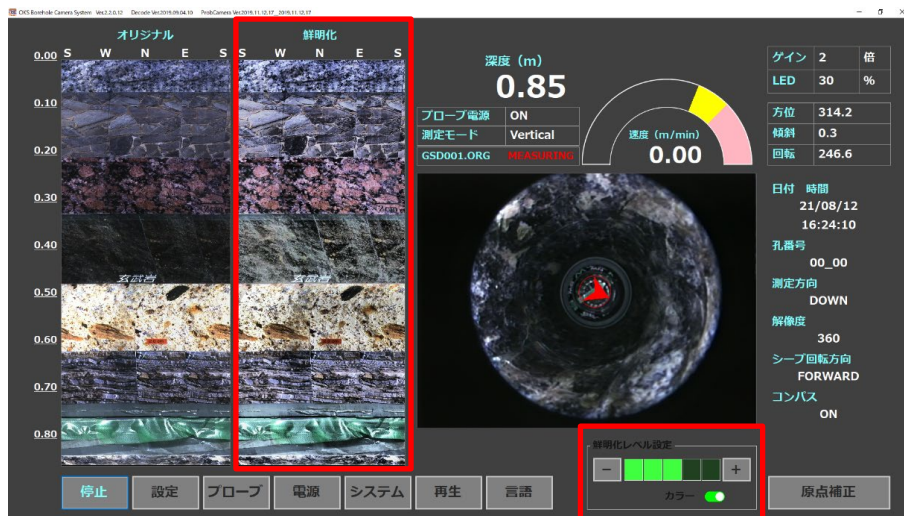 OKS Borehole Camera System Ver.2.2.0.12 Decode Ver.2019.09.04.10 ProbCamera Ver.2019.11.12.17_2019.11.12.17
オリジナル
鮮明化
S W N E S
S W N E S
0.00
0.10
0.20
0.30
0.40
玄武岩
玄武岩
0.50
0.60
0.70
0.80
深度（m）
0.85
プローブ電源 ON
測定モード Vertical
GSD001.ORG MEASURING
速度（m/min）
0.00
ゲイン 2 倍
LED 30 %
方位 314.2
傾斜 0.3
回転 246.6
日付 時間
21/08/12
16:24:10
孔番号
00_00
測定方向
DOWN
解像度
360
シーブ回転方向
FORWARD
コンパス
ON
鮮明化レベル設定
－ ＋
カラー
停止 設定 プローブ 電源 システム 再生 言語 原点補正